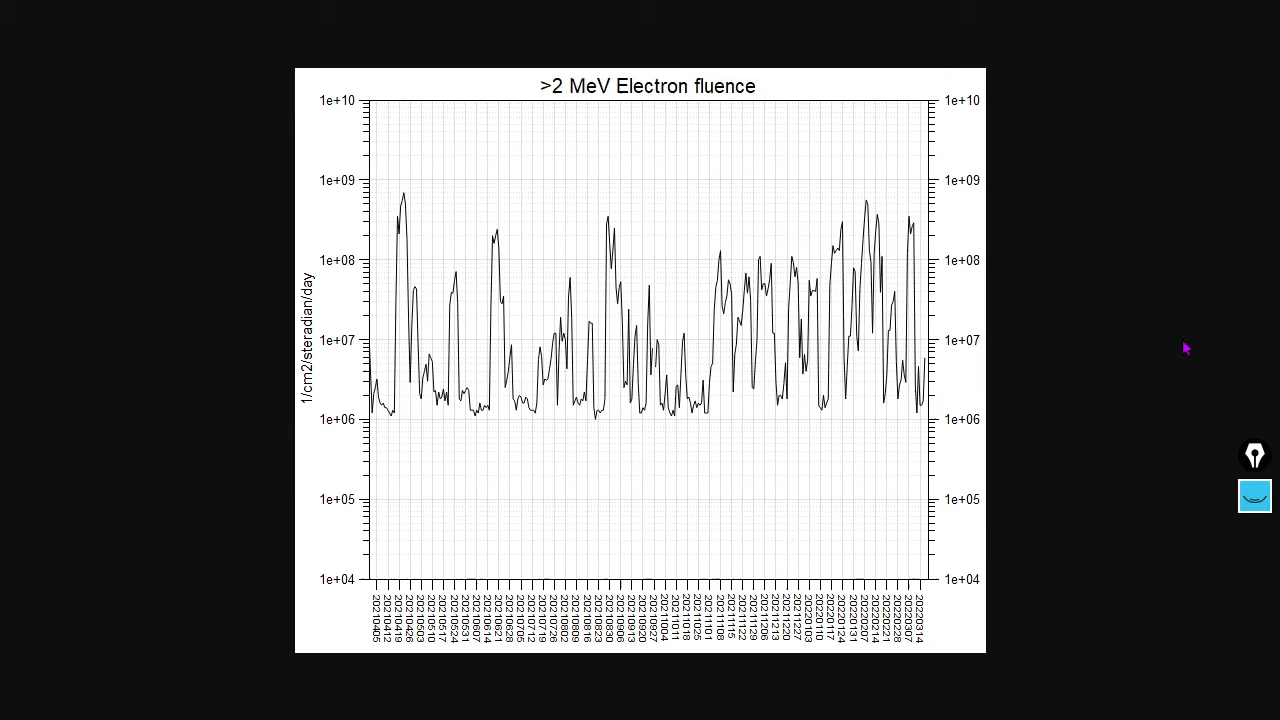 >2 MeV Electron fluence
1e+10 1e+10
1e+09 1e+09
1e+08 1e+08
1/cm2/steradian/day
1e+07 1e+07
1e+06 1e+06
1e+05 1e+05
1e+04 1e+04
20210405 20210412 20210419 20210426 20210503 20210510 20210517 20210524 20210531 20210607 20210614 20210621 20210628 20210705 20210712 20210719 20210726 20210802 20210809 20210816 20210823 20210830 20210906 20210913 20210920 20210927 20211004 20211011 20211018 20211025 20211101 20211108 20211115 20211122 20211129 20211206 20211213 20211220 20211227 20220103 20220110 20220117 20220124 20220131 20220207 20220214 20220221 20220228 20220307 20220314